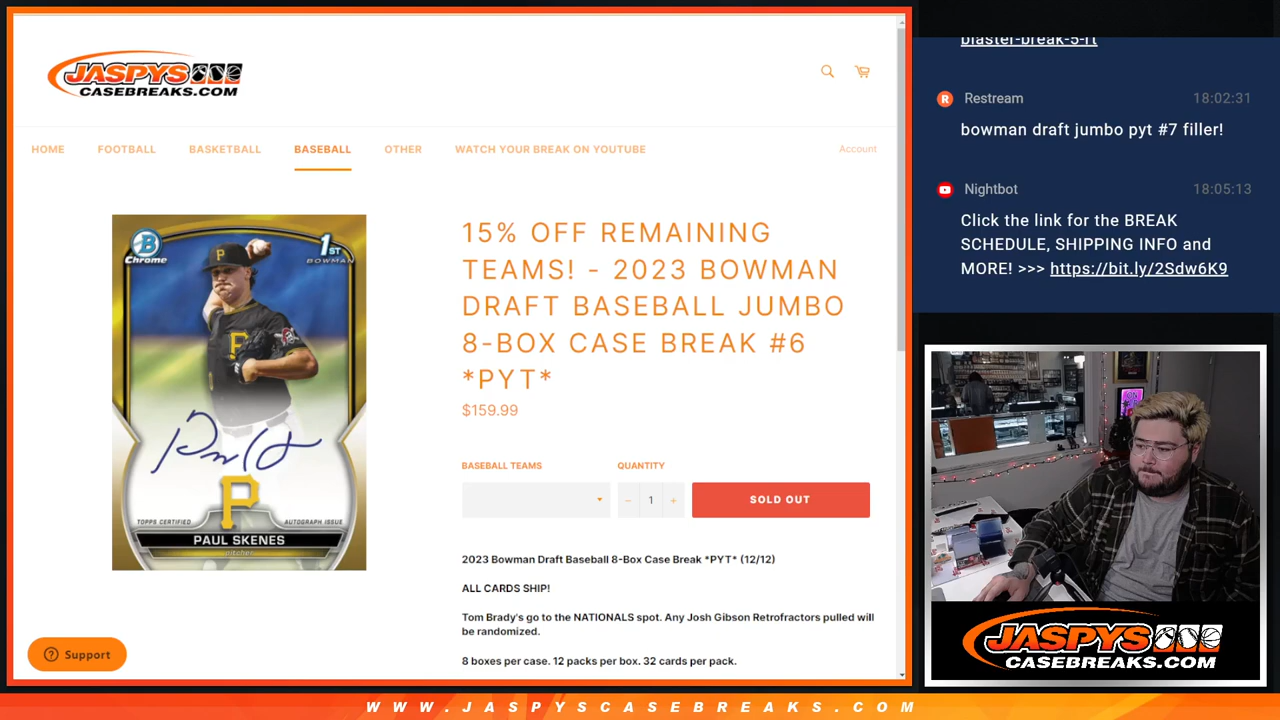 JASPYS
CASEBREAKS.COM
HOME
FOOTBALL
BASKETBALL
BASEBALL
OTHER
WATCH YOUR BREAK ON YOUTUBE
Account
B
Chrome
1ST
BOWMAN
P
TOPPS CERTIFIED
AUTOGRAPH ISSUE
PAUL SKENES
pitcher
15% OFF REMAINING
TEAMS! - 2023 BOWMAN
DRAFT BASEBALL JUMBO
8-BOX CASE BREAK #6
*PYT*
$159.99
BASEBALL TEAMS
QUANTITY
− 1 +
SOLD OUT
2023 Bowman Draft Baseball 8-Box Case Break *PYT* (12/12)
ALL CARDS SHIP!
Tom Brady's go to the NATIONALS spot. Any Josh Gibson Retrofractors pulled will
be randomized.
8 boxes per case. 12 packs per box. 32 cards per pack.
? Support
blaster-break-5-rt
R Restream 18:02:31
bowman draft jumbo pyt #7 filler!
Nightbot 18:05:13
Click the link for the BREAK
SCHEDULE, SHIPPING INFO and
MORE! >>> https://bit.ly/2Sdw6K9
JASPYS
CASEBREAKS.COM
WWW.JASPYSCASEBREAKS.COM